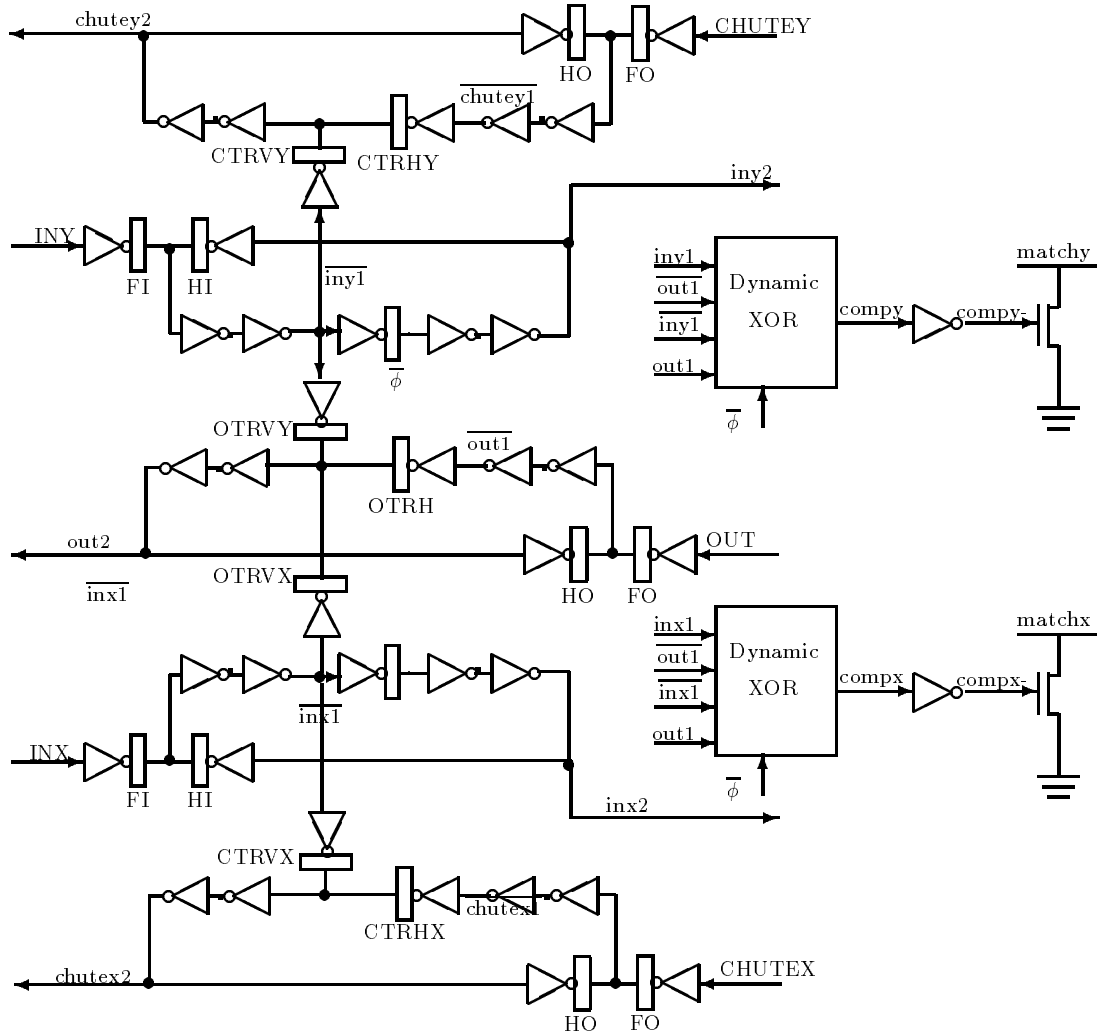 chutey2
CHUTEY
HO
FO
chutey1
CTRVY
CTRHY
iny2
INY
FI
HI
iny1
ϕ
iny1
out1
iny1
out1
Dynamic
XOR
ϕ
compy
compy-
matchy
OTRVY
out1
OTRH
out2
OUT
inx1
OTRVX
HO
FO
inx1
INX
FI
HI
inx2
inx1
out1
inx1
out1
Dynamic
XOR
ϕ
compx
compx-
matchx
CTRVX
chutex1
CTRHX
chutex2
CHUTEX
HO
FO